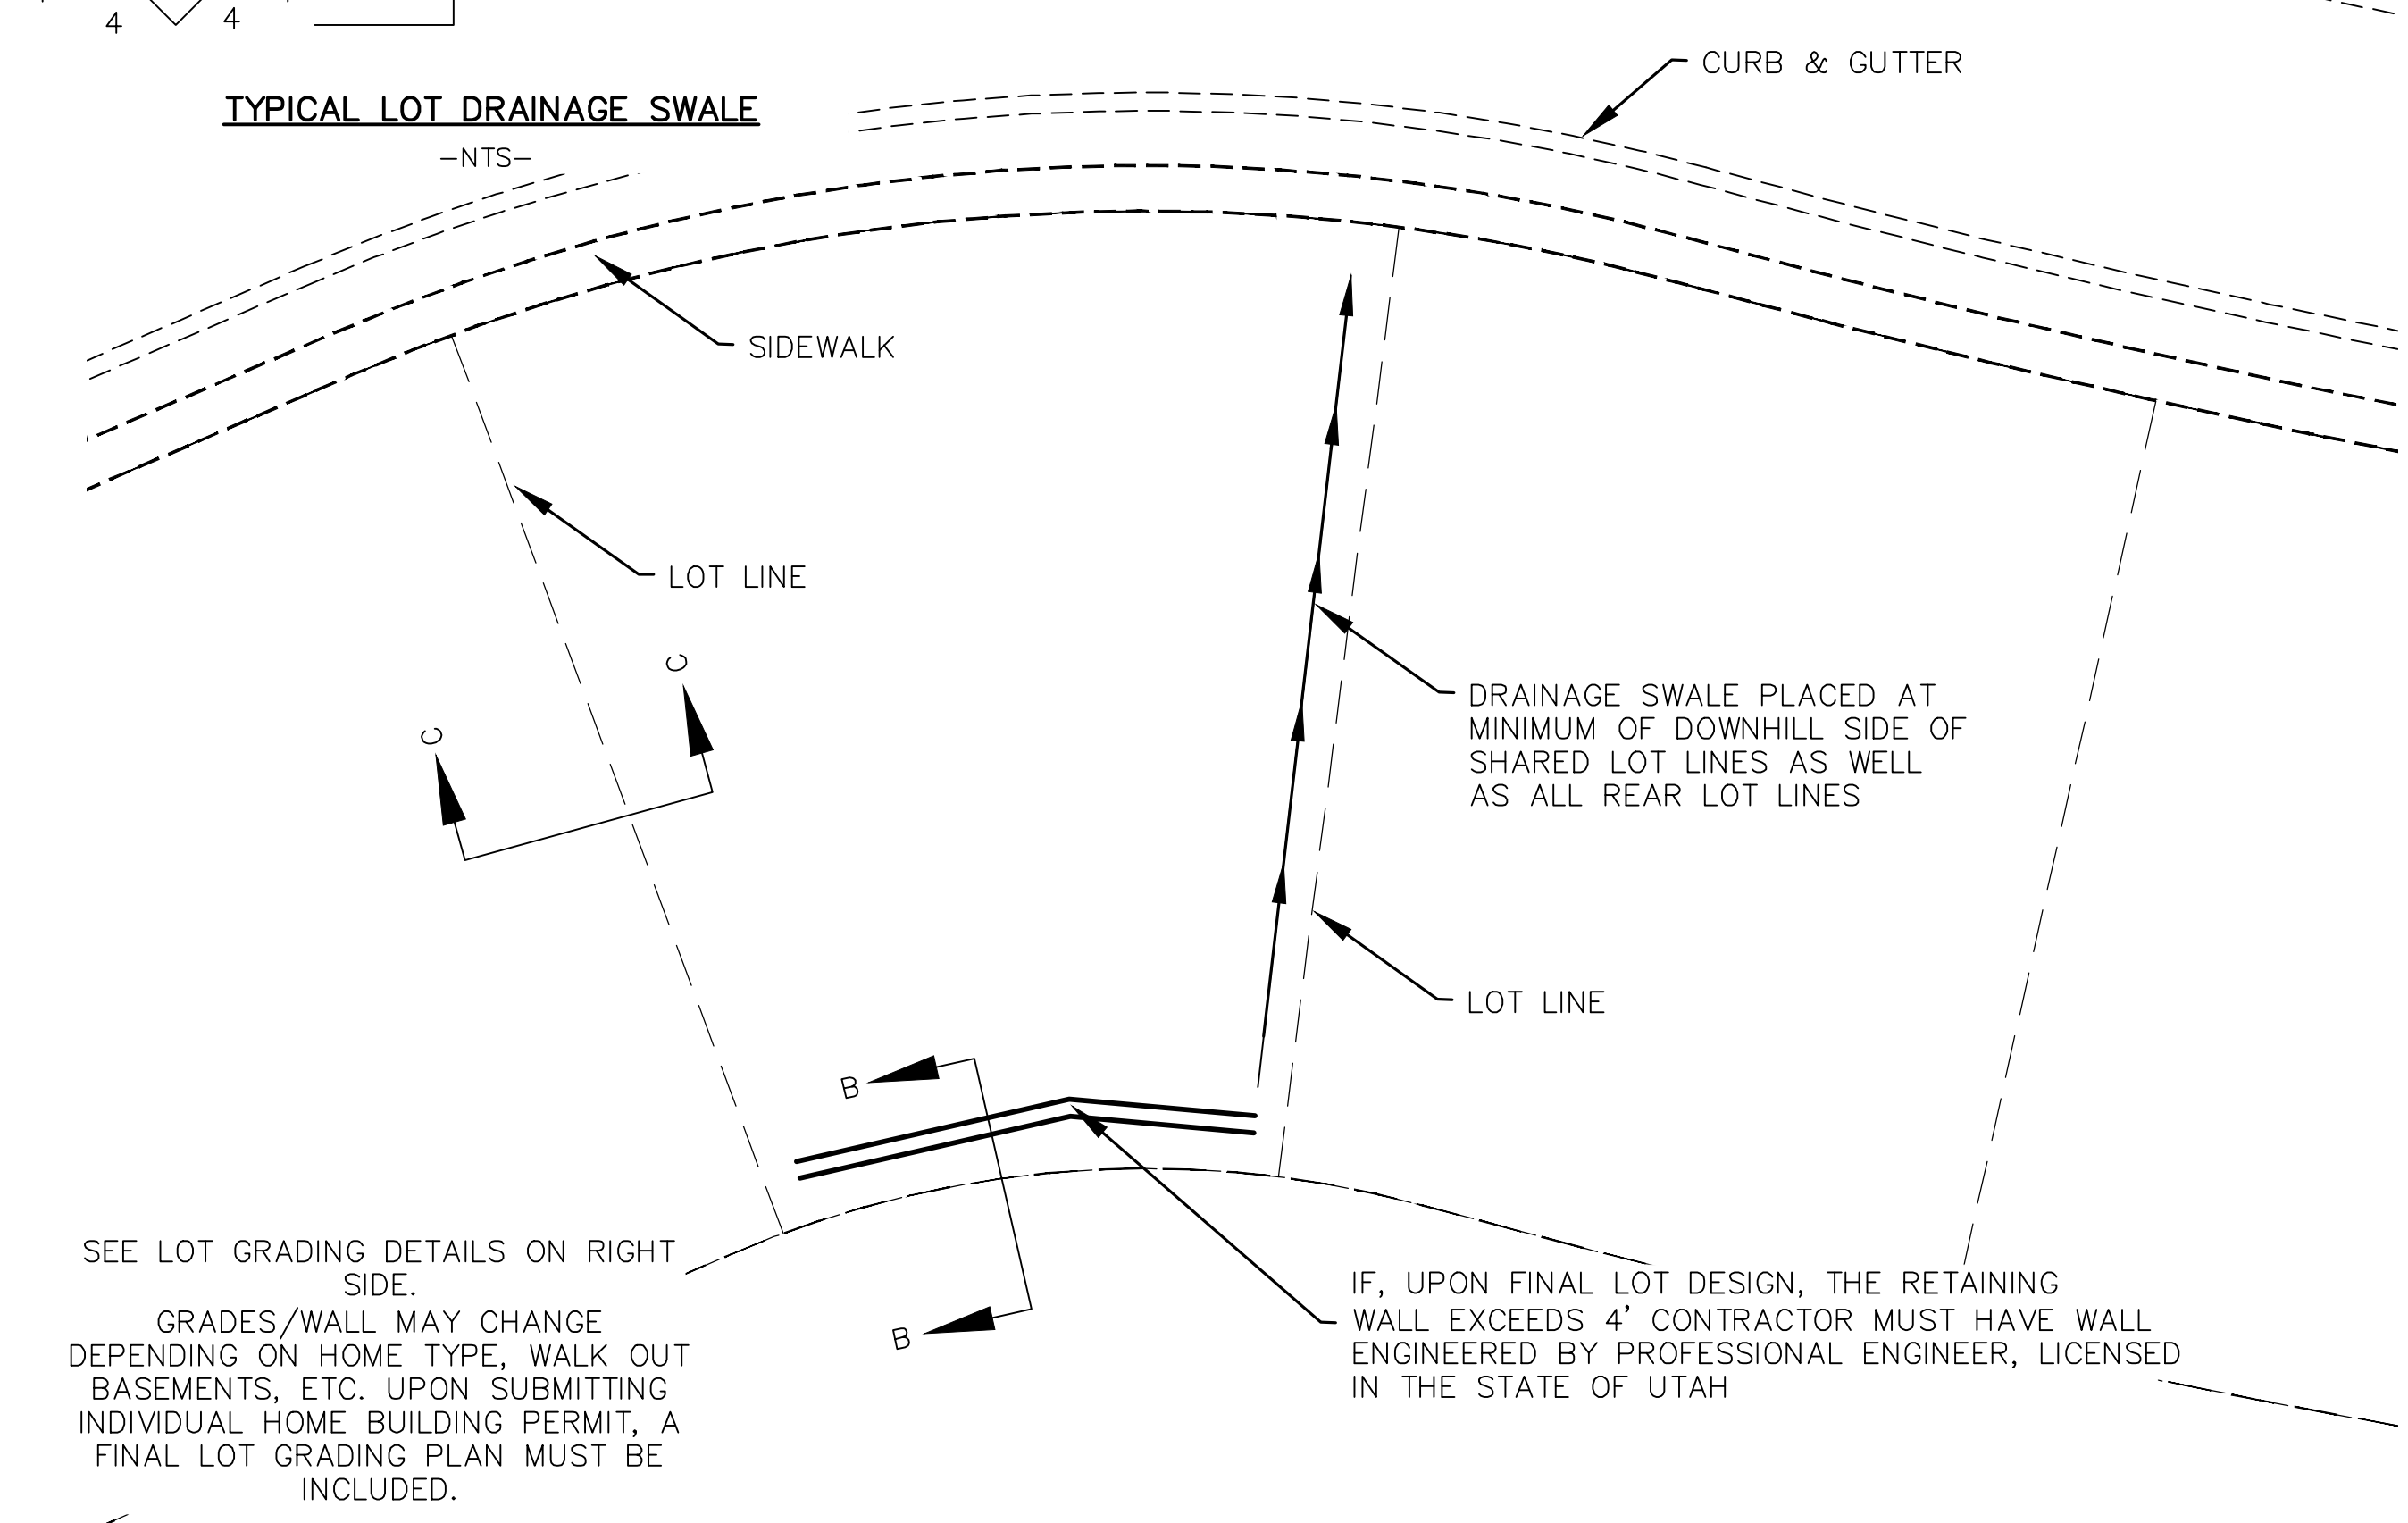 4 4
TYPICAL LOT DRAINAGE SWALE
-NTS-
CURB & GUTTER
SIDEWALK
LOT LINE
C
C
DRAINAGE SWALE PLACED AT
MINIMUM OF DOWNHILL SIDE OF
SHARED LOT LINES AS WELL
AS ALL REAR LOT LINES
LOT LINE
B
B
SEE LOT GRADING DETAILS ON RIGHT
SIDE.
GRADES/WALL MAY CHANGE
DEPENDING ON HOME TYPE, WALK OUT
BASEMENTS, ETC. UPON SUBMITTING
INDIVIDUAL HOME BUILDING PERMIT, A
FINAL LOT GRADING PLAN MUST BE
INCLUDED.
IF, UPON FINAL LOT DESIGN, THE RETAINING
WALL EXCEEDS 4' CONTRACTOR MUST HAVE WALL
ENGINEERED BY PROFESSIONAL ENGINEER, LICENSED
IN THE STATE OF UTAH